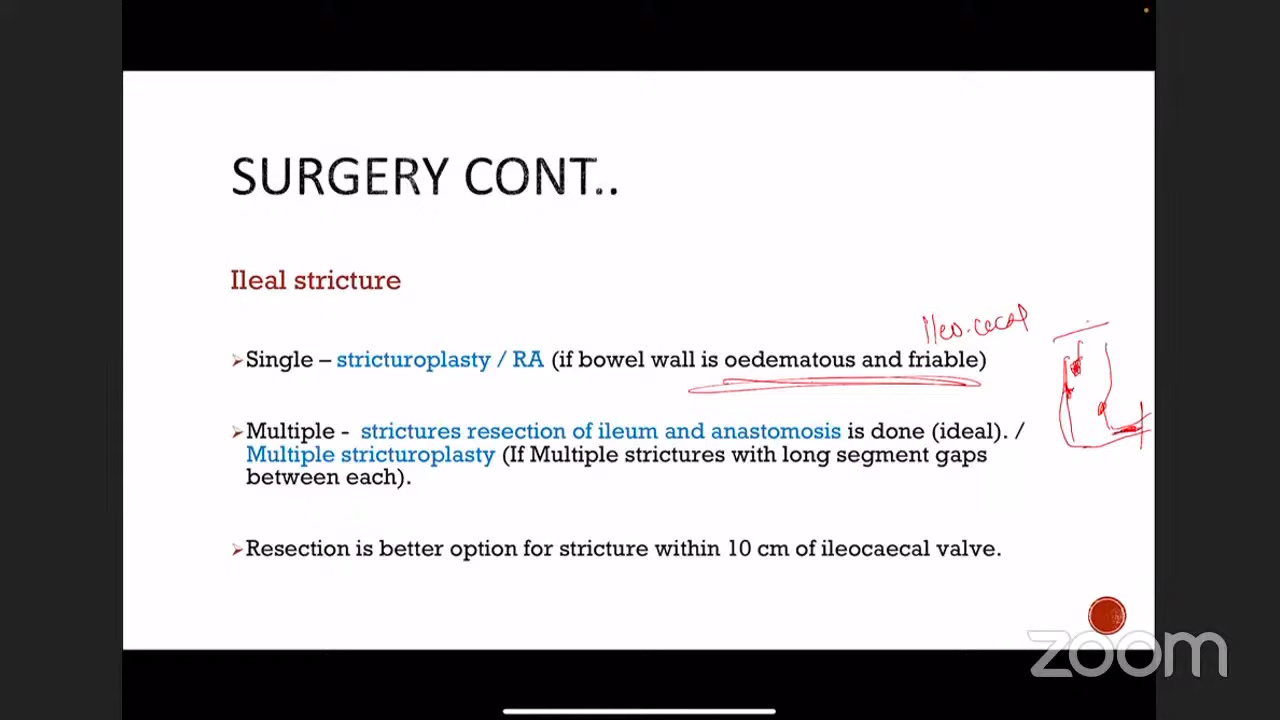 SURGERY CONT..
Ileal stricture
Ileo-cecal
➢Single – stricturoplasty / RA (if bowel wall is oedematous and friable)
➢Multiple - strictures resection of ileum and anastomosis is done (ideal). /
Multiple stricturoplasty (If Multiple strictures with long segment gaps
between each).
➢Resection is better option for stricture within 10 cm of ileocaecal valve.
zoom